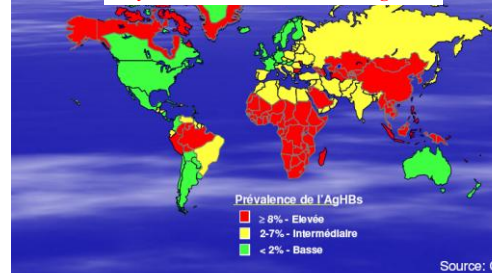 Prévalence de l'AgHBs
≥ 8% - Elevée
2-7% - Intermédiaire
< 2% - Basse
Source: